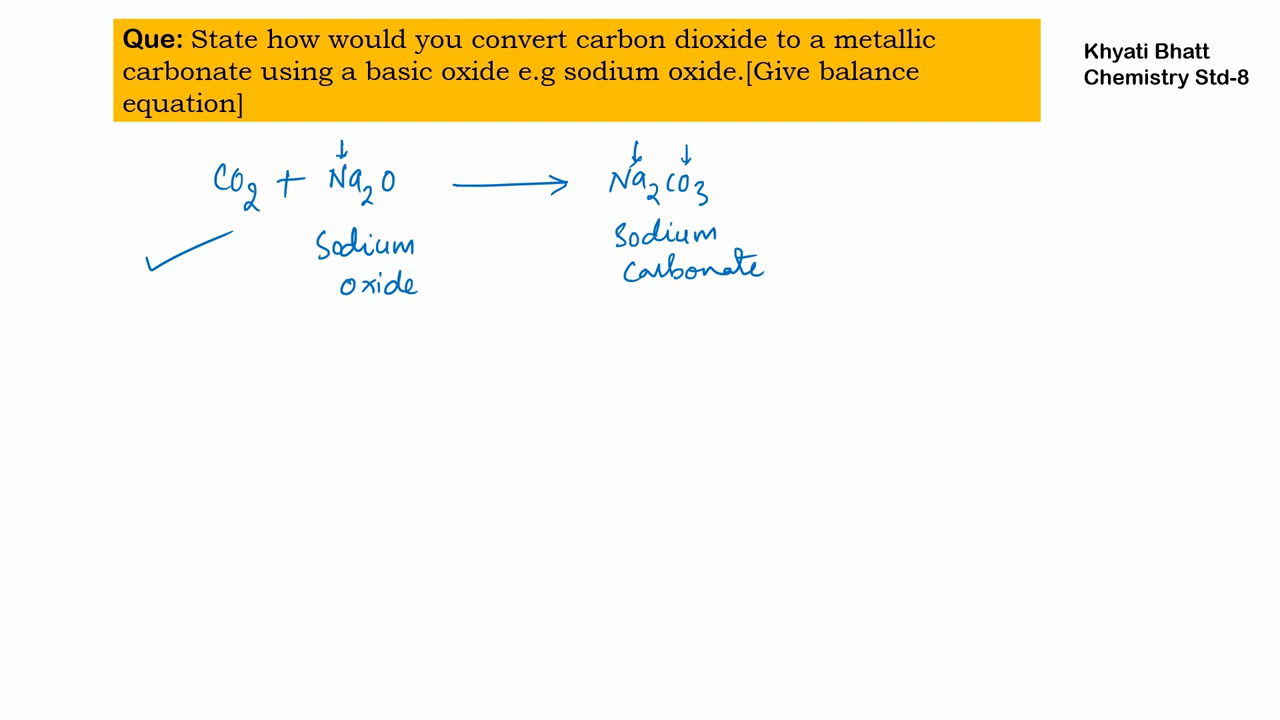 Que: State how would you convert carbon dioxide to a metallic
carbonate using a basic oxide e.g sodium oxide.[Give balance
equation]
Khyati Bhatt
Chemistry Std-8
CO₂ + Na₂O → Na₂CO₃
Sodium
oxide
Sodium
Carbonate